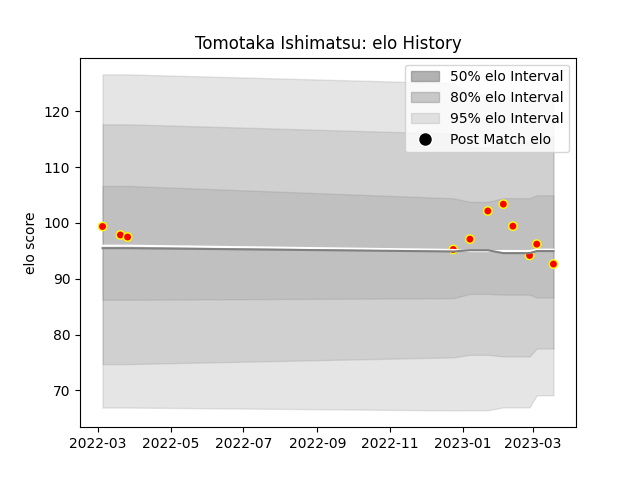 Tomotaka Ishimatsu: elo History
50% elo Interval
80% elo Interval
95% elo Interval
Post Match elo
elo score
120
110
100
90
80
70
2022-03 2022-05 2022-07 2022-09 2022-11 2023-01 2023-03